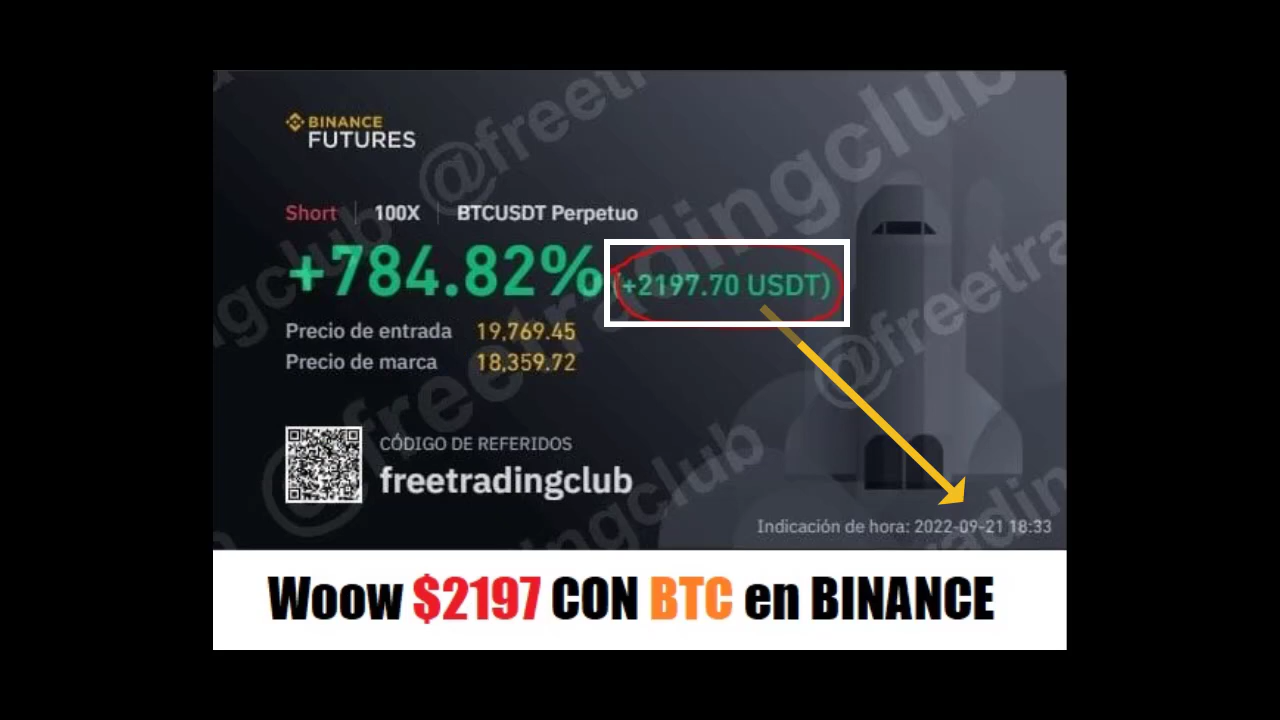 BINANCE
FUTURES
Short | 100X | BTCUSDT Perpetuo
+784.82% (+2197.70 USDT)
Precio de entrada 19,769.45
Precio de marca 18,359.72
CÓDIGO DE REFERIDOS
freetradingclub
Indicación de hora: 2022-09-21 18:33
@freetradingclub
@freetradingclub
Woow $2197 CON BTC en BINANCE